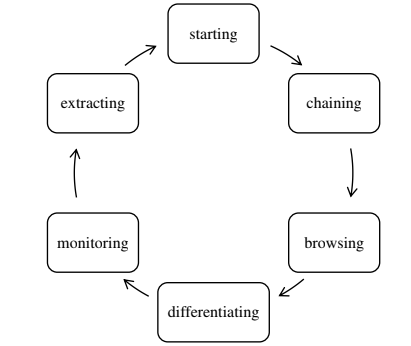 starting
chaining
browsing
differentiating
monitoring
extracting